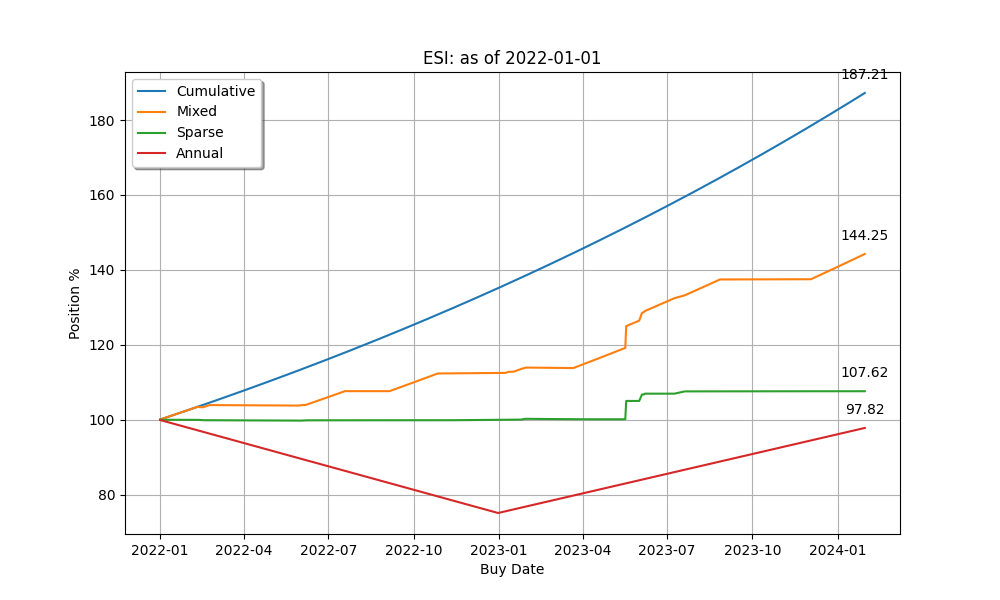 ESI: as of 2022-01-01
187.21
Cumulative
Mixed
Sparse
Annual
180
160
144.25
140
120
107.62
100
97.82
80
Position %
2022-01 2022-04 2022-07 2022-10 2023-01 2023-04 2023-07 2023-10 2024-01
Buy Date